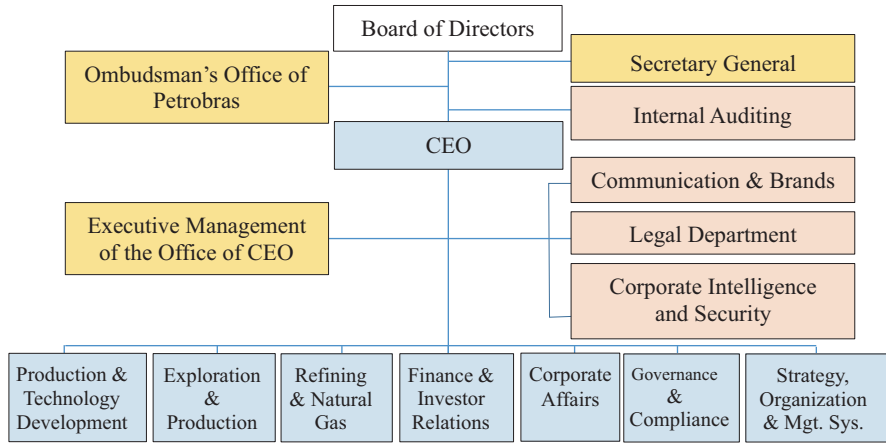 Board of Directors
Ombudsman's Office of
Petrobras
Secretary General
Internal Auditing
CEO
Communication & Brands
Executive Management
of the Office of CEO
Legal Department
Corporate Intelligence
and Security
Production &
Technology
Development
Exploration
&
Production
Refining
& Natural
Gas
Finance &
Investor
Relations
Corporate
Affairs
Governance
&
Compliance
Strategy,
Organization
& Mgt. Sys.